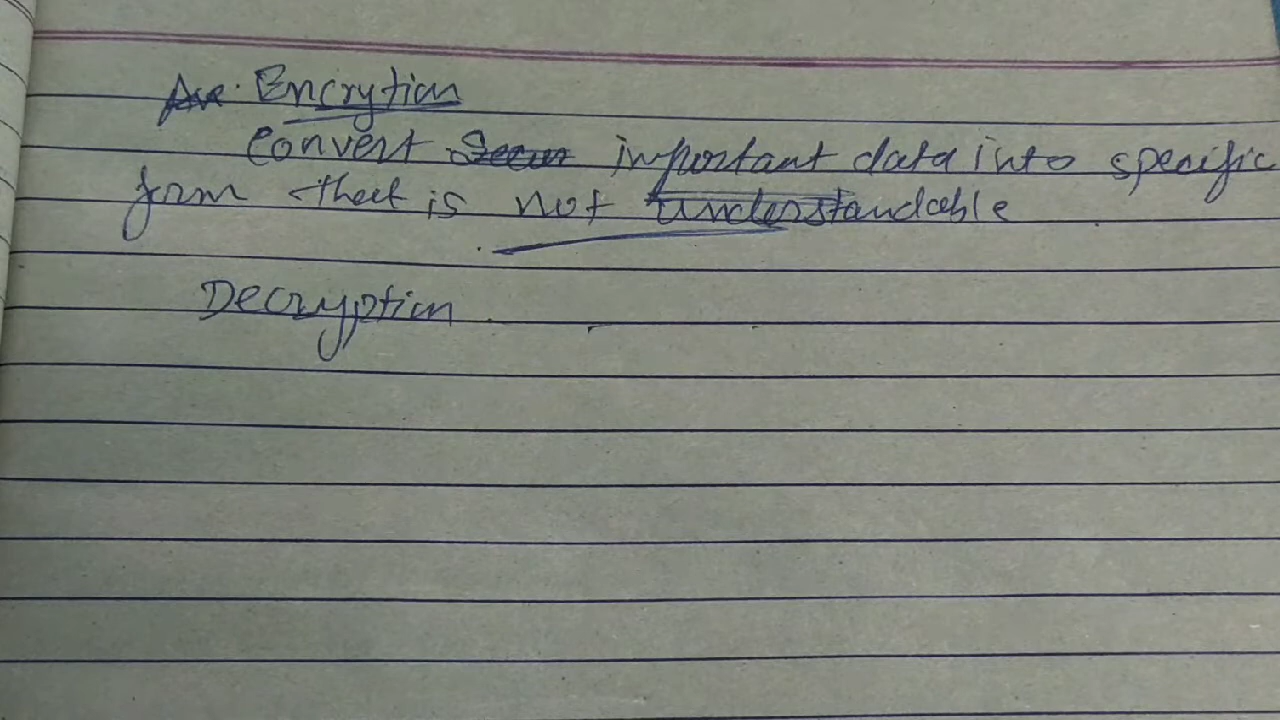 Encrytion
Convert important data into specific
form that is not understandable
Decryption